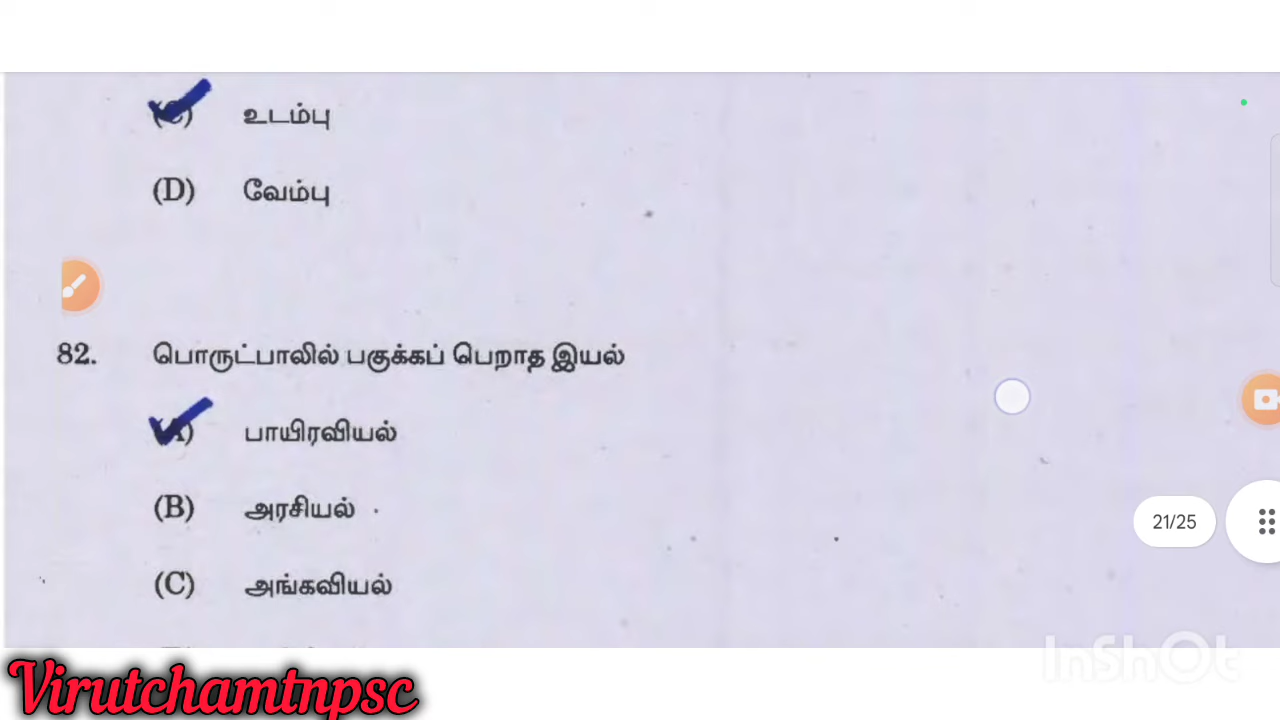 (C) உடம்பு
(D) வேம்பு
82. பொருட்பாலில் பகுக்கப் பெறாத இயல்
(A) பாயிரவியல்
(B) அரசியல்
(C) அங்கவியல்
21/25
InShOt
Virutchamtnpsc